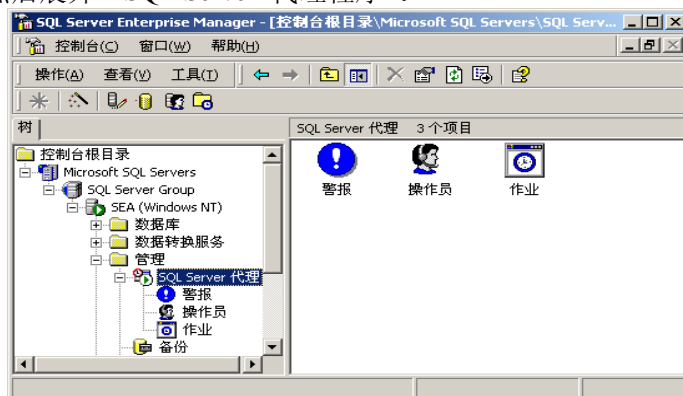 SQL Server Enterprise Manager - [控制台根目录\Microsoft SQL Servers\SQL Serv...
控制台(C) 窗口(W) 帮助(H)
操作(A) 查看(V) 工具(T)
树
SQL Server 代理 3 个项目
控制台根目录
Microsoft SQL Servers
SQL Server Group
SEA (Windows NT)
数据库
数据转换服务
管理
SQL Server 代理
警报
操作员
作业
备份
警报 操作员 作业